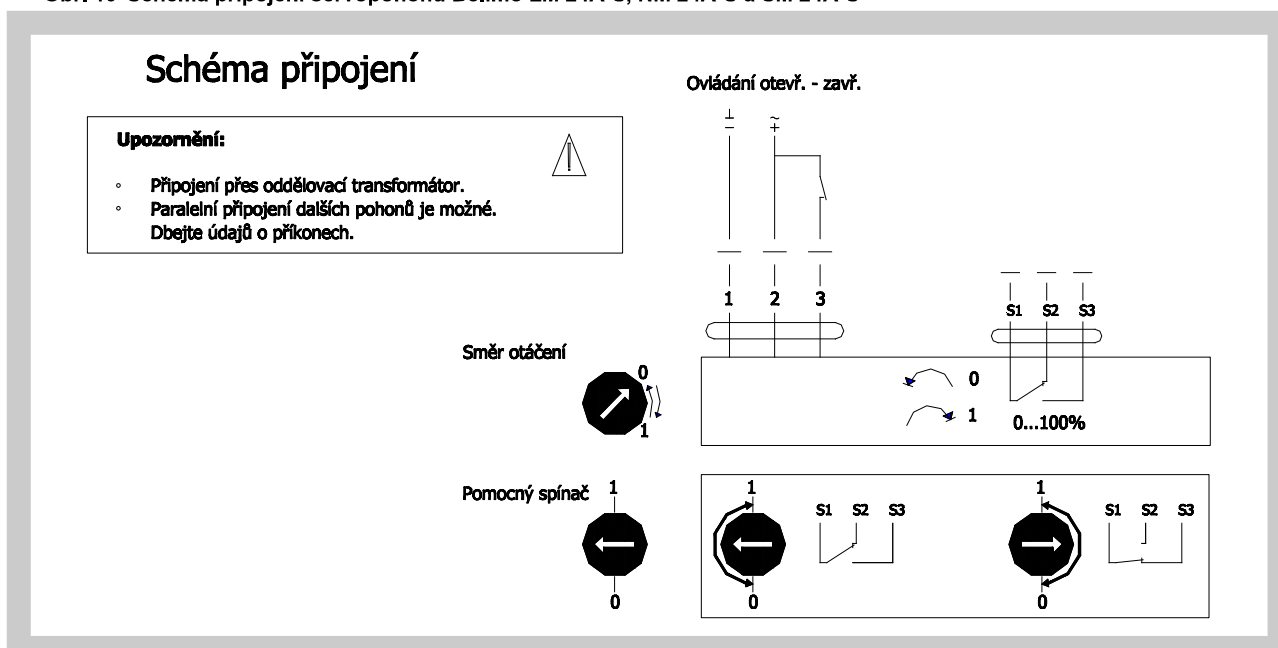 Schéma připojení
Upozornění:
Připojení přes oddělovací transformátor.
Paralelní připojení dalších pohonů je možné.
Dbejte údajů o příkonech.
Ovládání otevř. - zavř.
1 2 3
S1 S2 S3
Směr otáčení
0
1
0
1
0...100%
Pomocný spínač
1
0
1
0
S1 S2 S3
1
0
S1 S2 S3